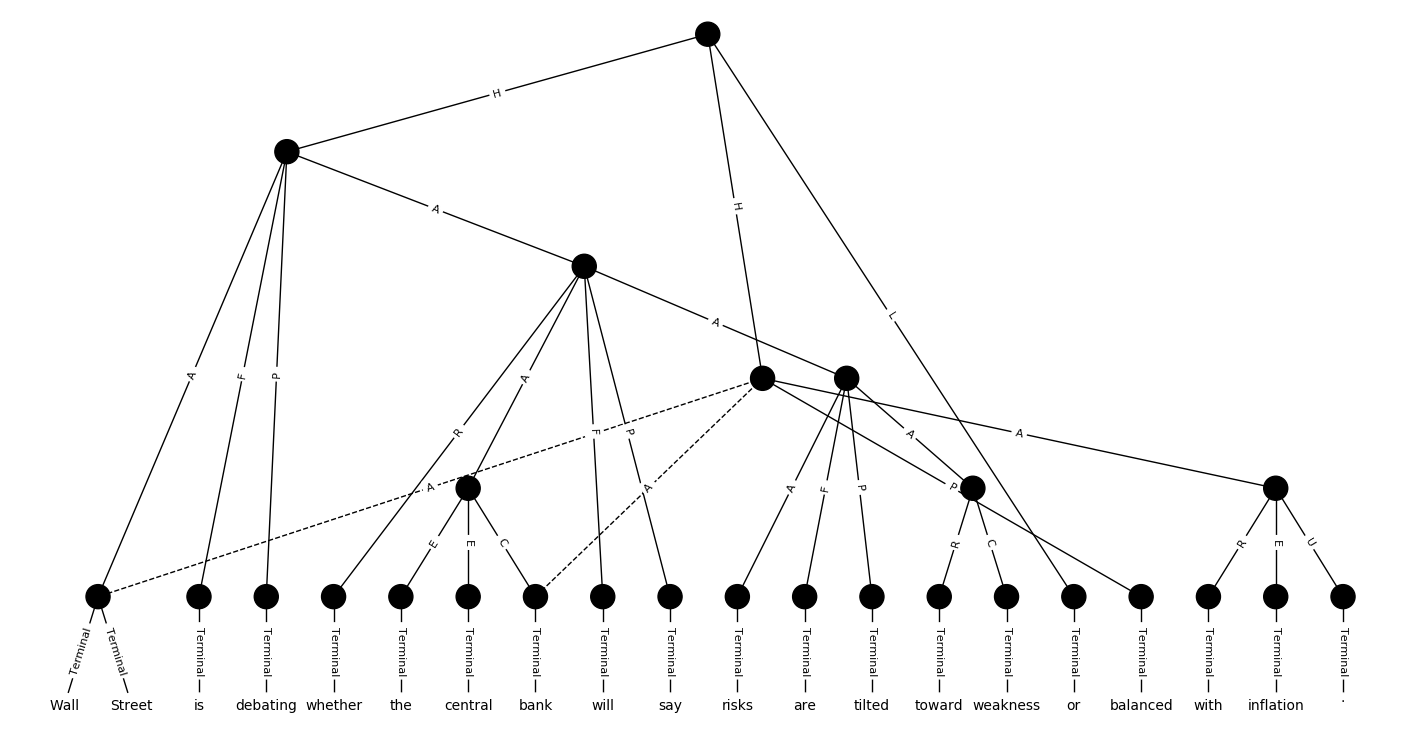 H
H
A
A
L
A
F
P
A
R
F
P
A
A
A
A
A
F
P
P
E
E
C
R
C
R
E
U
Terminal Terminal Terminal Terminal Terminal Terminal Terminal Terminal Terminal Terminal Terminal Terminal Terminal Terminal Terminal Terminal Terminal Terminal Terminal Terminal
Wall Street is debating whether the central bank will say risks are tilted toward weakness or balanced with inflation .